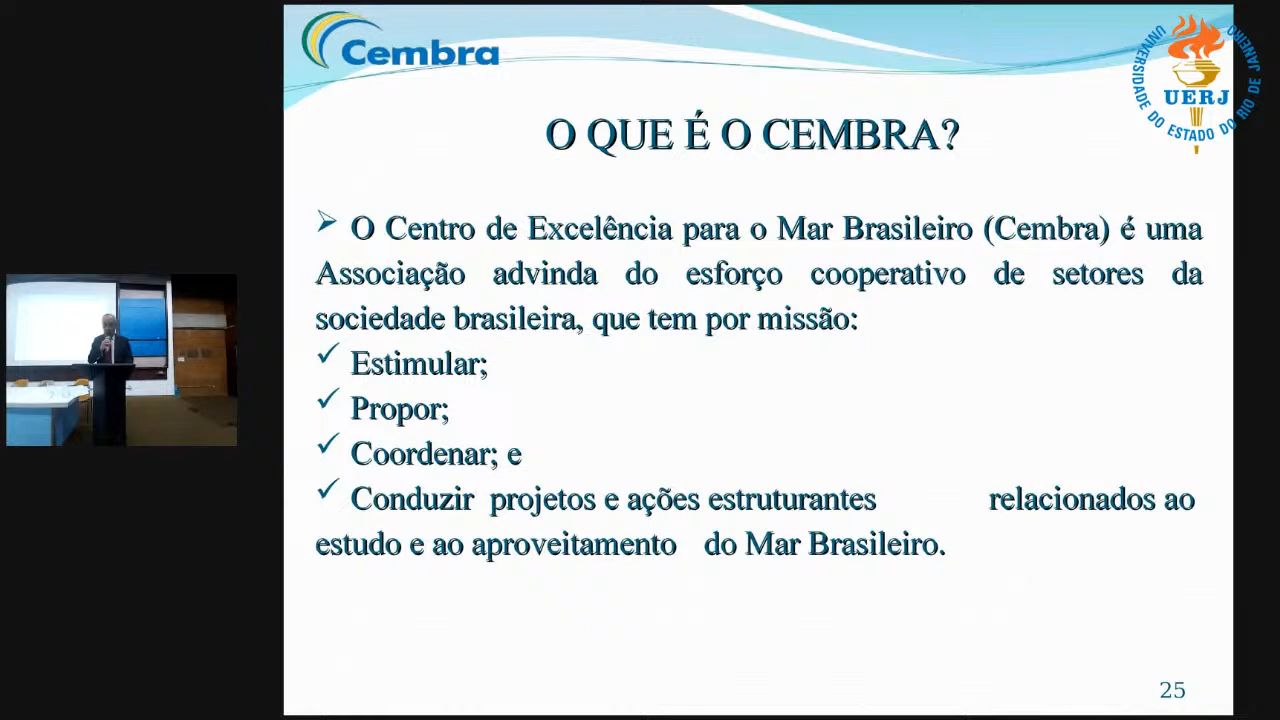 Cembra
UNIVERSIDADE DO ESTADO DO RIO DE JANEIRO
UERJ
O QUE É O CEMBRA?
➢ O Centro de Excelência para o Mar Brasileiro (Cembra) é uma
Associação advinda do esforço cooperativo de setores da
sociedade brasileira, que tem por missão:
✓ Estimular;
✓ Propor;
✓ Coordenar; e
✓ Conduzir projetos e ações estruturantes relacionados ao
estudo e ao aproveitamento do Mar Brasileiro.
25